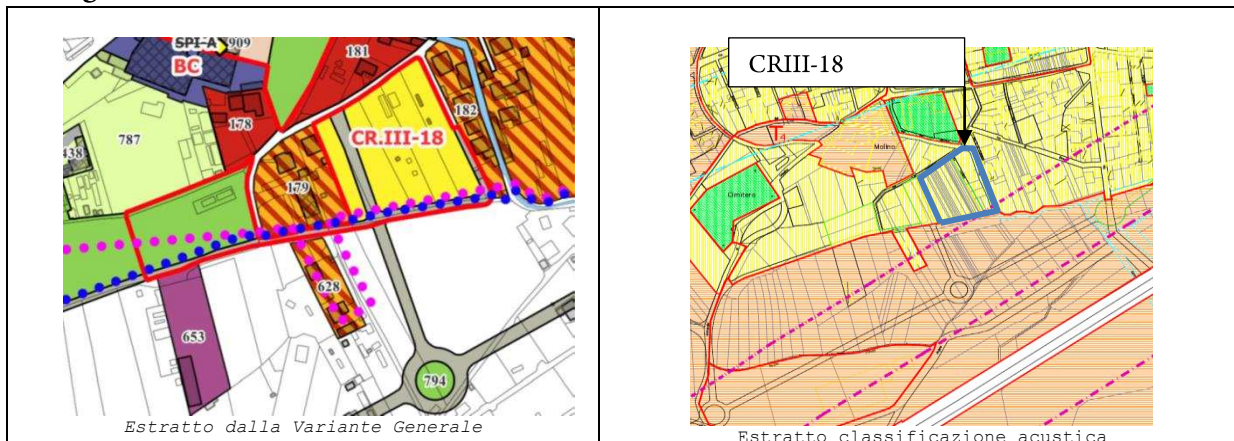 SPI-A 909
BC
181
178
787
438
182
CR.III-18
179
628
653
794
Estratto dalla Variante Generale
CRIII-18
T4
Molino
Cimitero
Estratto classificazione acustica